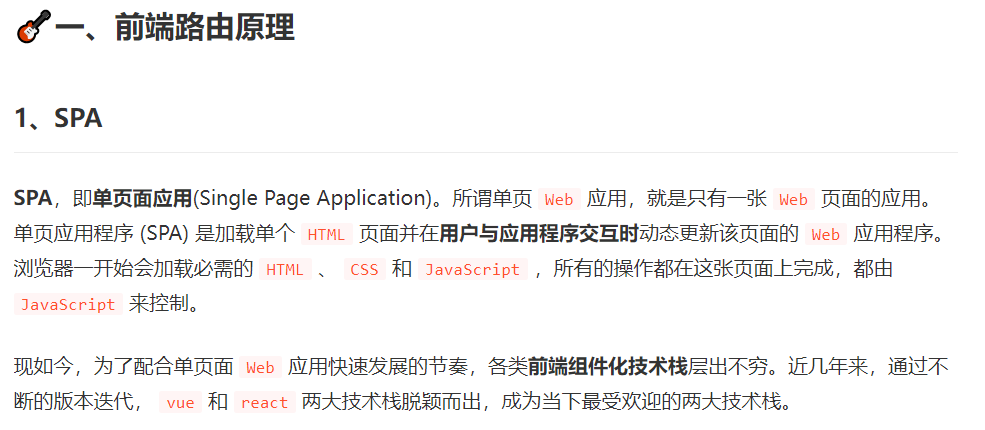 🎸一、前端路由原理
1、SPA
SPA，即单页面应用(Single Page Application)。所谓单页 Web 应用，就是只有一张 Web 页面的应用。
单页应用程序 (SPA) 是加载单个 HTML 页面并在用户与应用程序交互时动态更新该页面的 Web 应用程序。
浏览器一开始会加载必需的 HTML 、 CSS 和 JavaScript ，所有的操作都在这张页面上完成，都由
JavaScript 来控制。
现如今，为了配合单页面 Web 应用快速发展的节奏，各类前端组件化技术栈层出不穷。近几年来，通过不
断的版本迭代， vue 和 react 两大技术栈脱颖而出，成为当下最受欢迎的两大技术栈。